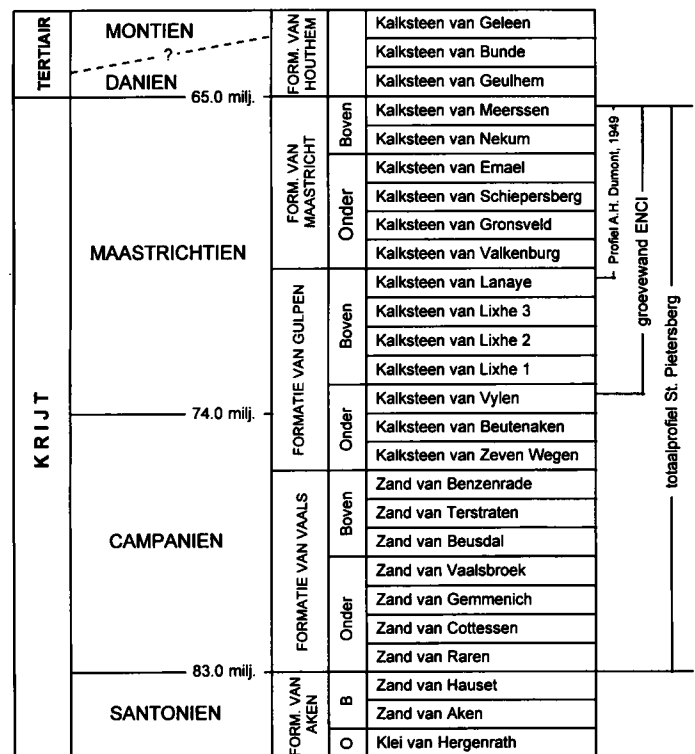 TERTIAIR
MONTIEN
?
DANIEN
65.0 milj.
FORM. VAN
HOUTHEM
Kalksteen van Geleen
Kalksteen van Bunde
Kalksteen van Geulhem
KRIJT
MAASTRICHTIEN
74.0 milj.
CAMPANIEN
83.0 milj.
SANTONIEN
FORM. VAN
MAASTRICHT
Boven
Kalksteen van Meerssen
Kalksteen van Nekum
Onder
Kalksteen van Emael
Kalksteen van Schiepersberg
Kalksteen van Gronsveld
Kalksteen van Valkenburg
FORMATIE VAN GULPEN
Boven
Kalksteen van Lanaye
Kalksteen van Lixhe 3
Kalksteen van Lixhe 2
Kalksteen van Lixhe 1
Onder
Kalksteen van Vylen
Kalksteen van Beutenaken
Kalksteen van Zeven Wegen
FORMATIE VAN VAALS
Boven
Zand van Benzenrade
Zand van Terstraten
Zand van Beusdal
Onder
Zand van Vaalsbroek
Zand van Gemmenich
Zand van Cottessen
Zand van Raren
FORM. VAN
AKEN
B
Zand van Hauset
Zand van Aken
O
Klei van Hergenrath
Profiel A.H. Dumont, 1949
groevewand ENCI
totaalprofiel St. Pietersberg